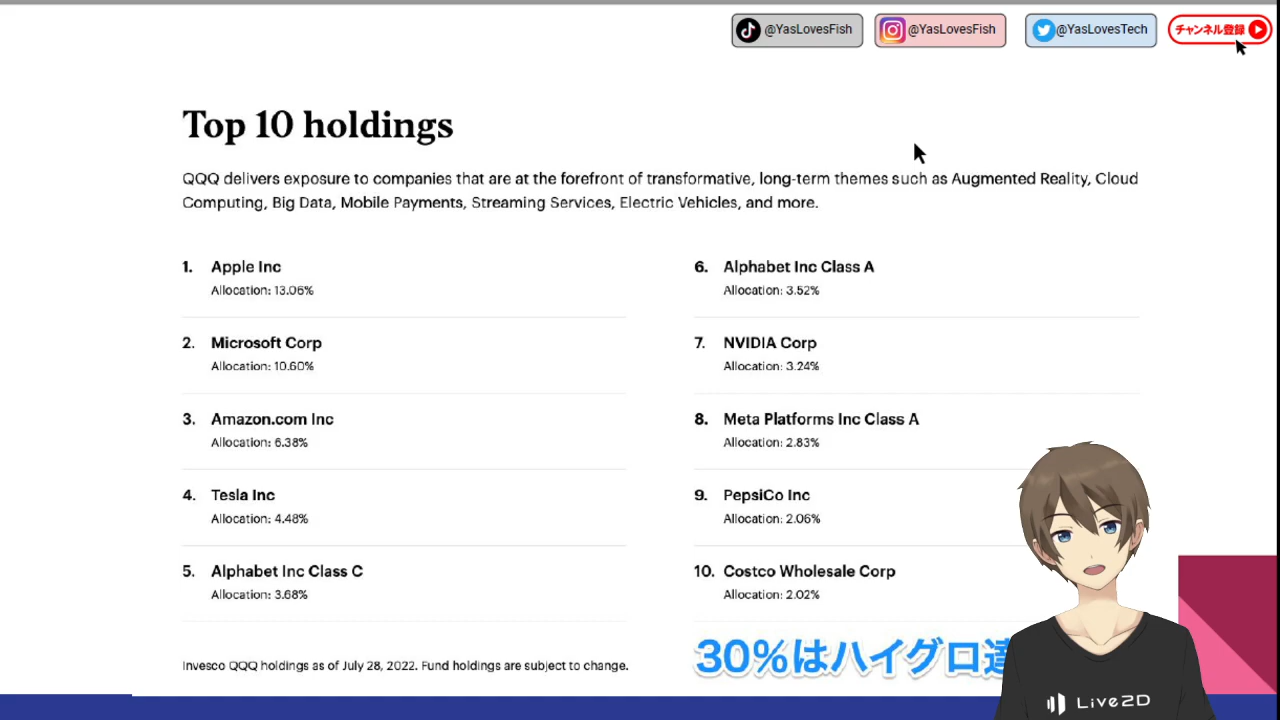 @YasLovesFish
@YasLovesFish
@YasLovesTech
チャンネル登録
Top 10 holdings
QQQ delivers exposure to companies that are at the forefront of transformative, long-term themes such as Augmented Reality, Cloud
Computing, Big Data, Mobile Payments, Streaming Services, Electric Vehicles, and more.
1. Apple Inc
Allocation: 13.06%
2. Microsoft Corp
Allocation: 10.60%
3. Amazon.com Inc
Allocation: 6.38%
4. Tesla Inc
Allocation: 4.48%
5. Alphabet Inc Class C
Allocation: 3.68%
6. Alphabet Inc Class A
Allocation: 3.52%
7. NVIDIA Corp
Allocation: 3.24%
8. Meta Platforms Inc Class A
Allocation: 2.83%
9. PepsiCo Inc
Allocation: 2.06%
10. Costco Wholesale Corp
Allocation: 2.02%
Invesco QQQ holdings as of July 28, 2022. Fund holdings are subject to change.
30%はハイグロ達
Live2D